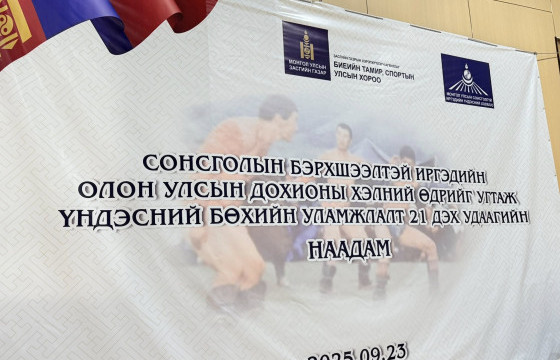 МОНГОЛ УЛСЫН
ЗАСГИЙН ГАЗАР
БИЕИЙН ТАМИР, СПОРТЫН
УЛСЫН ХОРОО
СОНСГОЛЫН БЭРХШЭЭЛТЭЙ ИРГЭДИЙН
ОЛОН УЛСЫН ДОХИОНЫ ХЭЛНИЙ ӨДРИЙГ УГТАЖ
ҮНДЭСНИЙ БӨХИЙН УЛАМЖЛАЛТ 21 ДЭХ УДААГИЙН
НААДАМ
2025.09.23